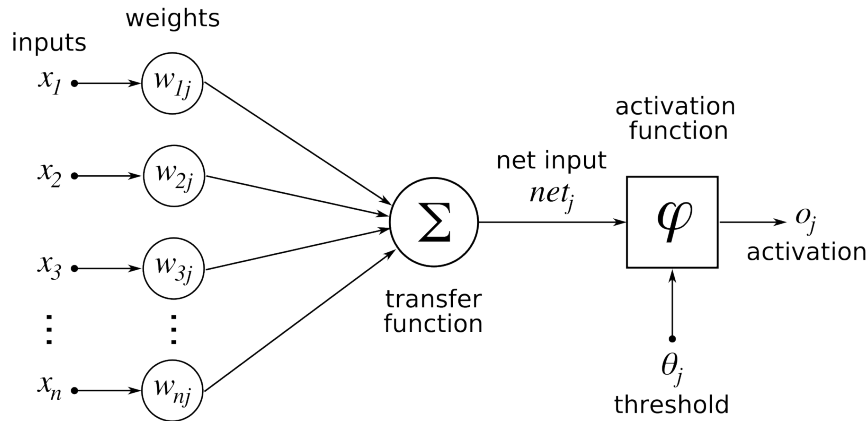 weights
inputs
x1
w1j
x2
w2j
x3
w3j
⋮
⋮
xn
wnj
Σ
transfer
function
net input
netj
activation
function
φ
oj
activation
θj
threshold